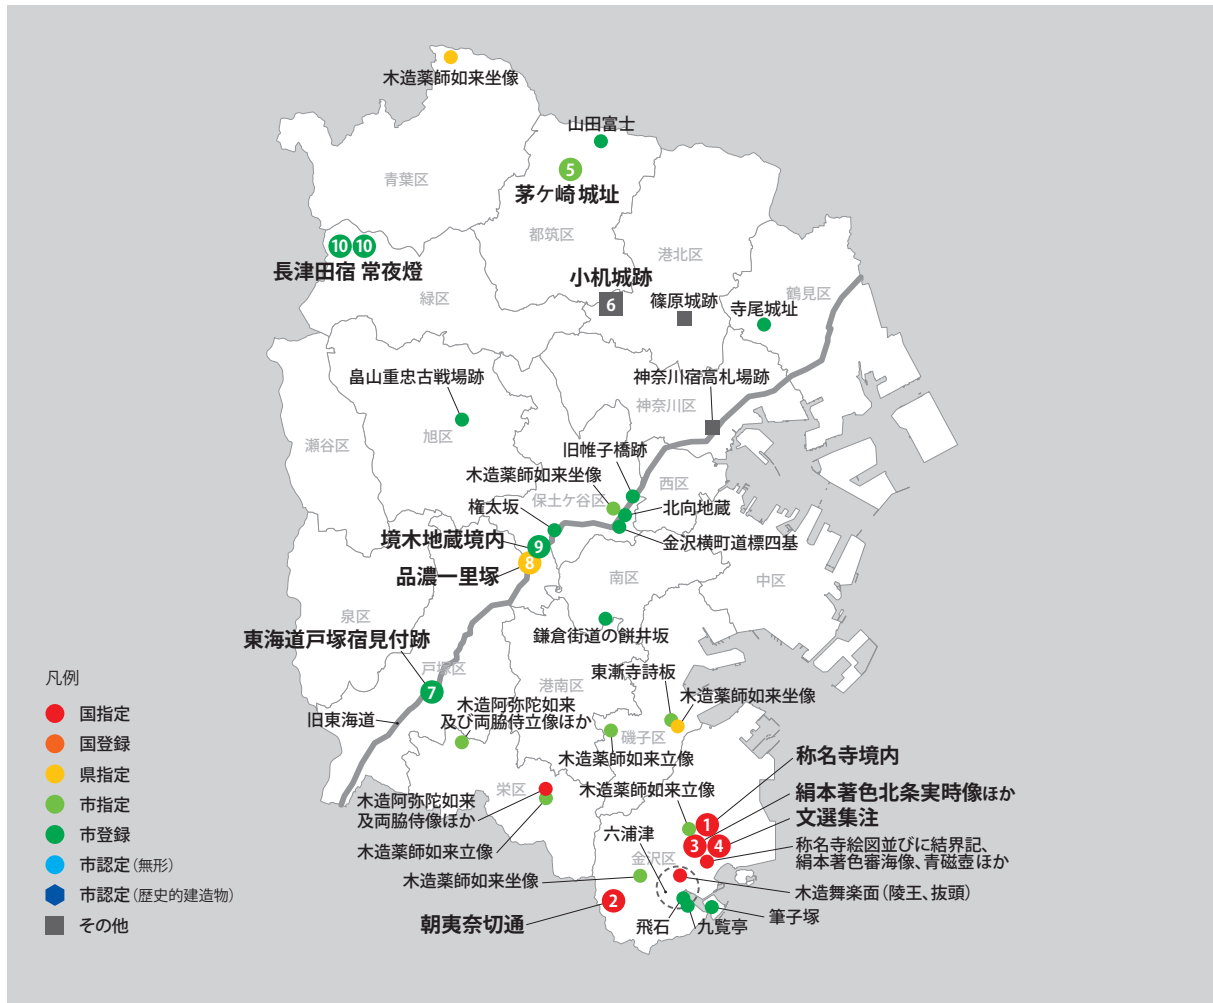 木造薬師如来坐像
山田富士
5
茅ケ崎城址
青葉区
都筑区
10 10
長津田宿 常夜燈
港北区
小机城跡
緑区
6
篠原城跡
鶴見区
寺尾城址
畠山重忠古戦場跡
神奈川宿高札場跡
神奈川区
瀬谷区
旭区
旧帷子橋跡
木造薬師如来坐像
西区
保土ケ谷区
権太坂
北向地蔵
境木地蔵境内
9
金沢横町道標四基
品濃一里塚
8
南区
中区
泉区
東海道戸塚宿見付跡
鎌倉街道の餅井坂
戸塚区
7
港南区
東漸寺詩板
木造薬師如来坐像
旧東海道
木造阿弥陀如来
及び両脇侍立像ほか
磯子区
木造薬師如来立像
称名寺境内
栄区
木造薬師如来立像
絹本著色北条実時像ほか
木造阿弥陀如来
及両脇侍像ほか
1
文選集注
六浦津
3 4
称名寺絵図並びに結界記、
絹本著色審海像、青磁壺ほか
木造薬師如来立像
金沢区
木造薬師如来坐像
木造舞楽面（陵王、抜頭）
2
朝夷奈切通
飛石
九覧亭
筆子塚
凡例
国指定
国登録
県指定
市指定
市登録
市認定（無形）
市認定（歴史的建造物）
その他